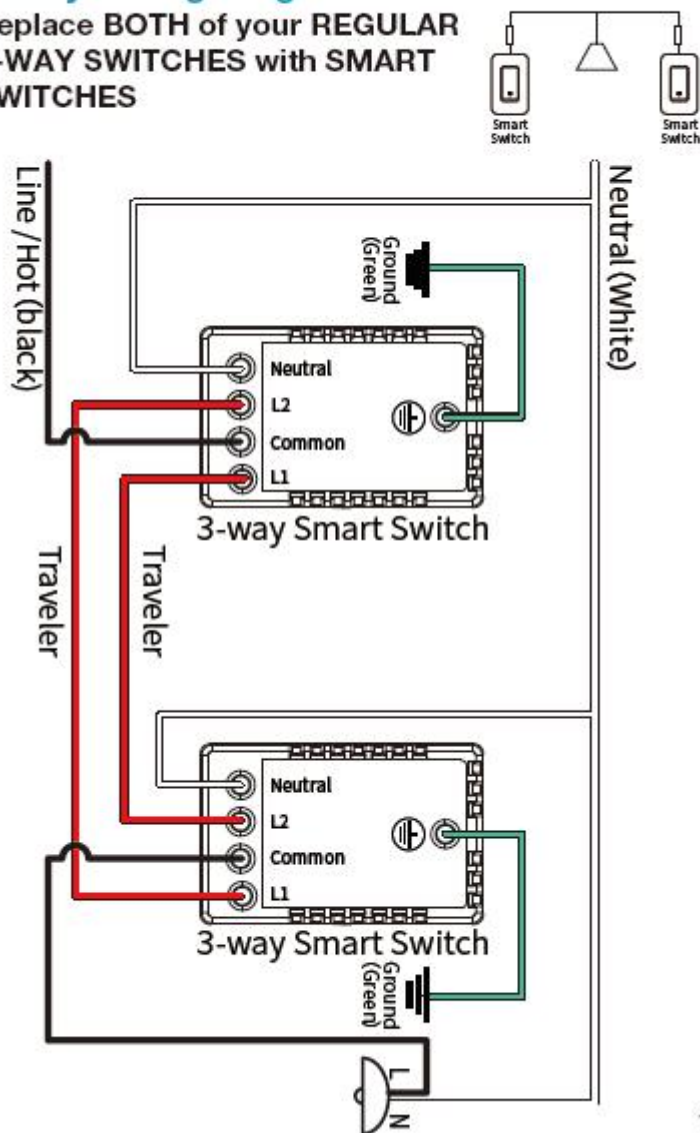 eplace BOTH of your REGULAR
-WAY SWITCHES with SMART
WITCHES
Smart
Switch
Smart
Switch
Line /Hot (black)
Neutral (White)
Ground
(Green)
Neutral
L2
Common
L1
3-way Smart Switch
Traveler
Traveler
Neutral
L2
Common
L1
3-way Smart Switch
Ground
(Green)
L
N